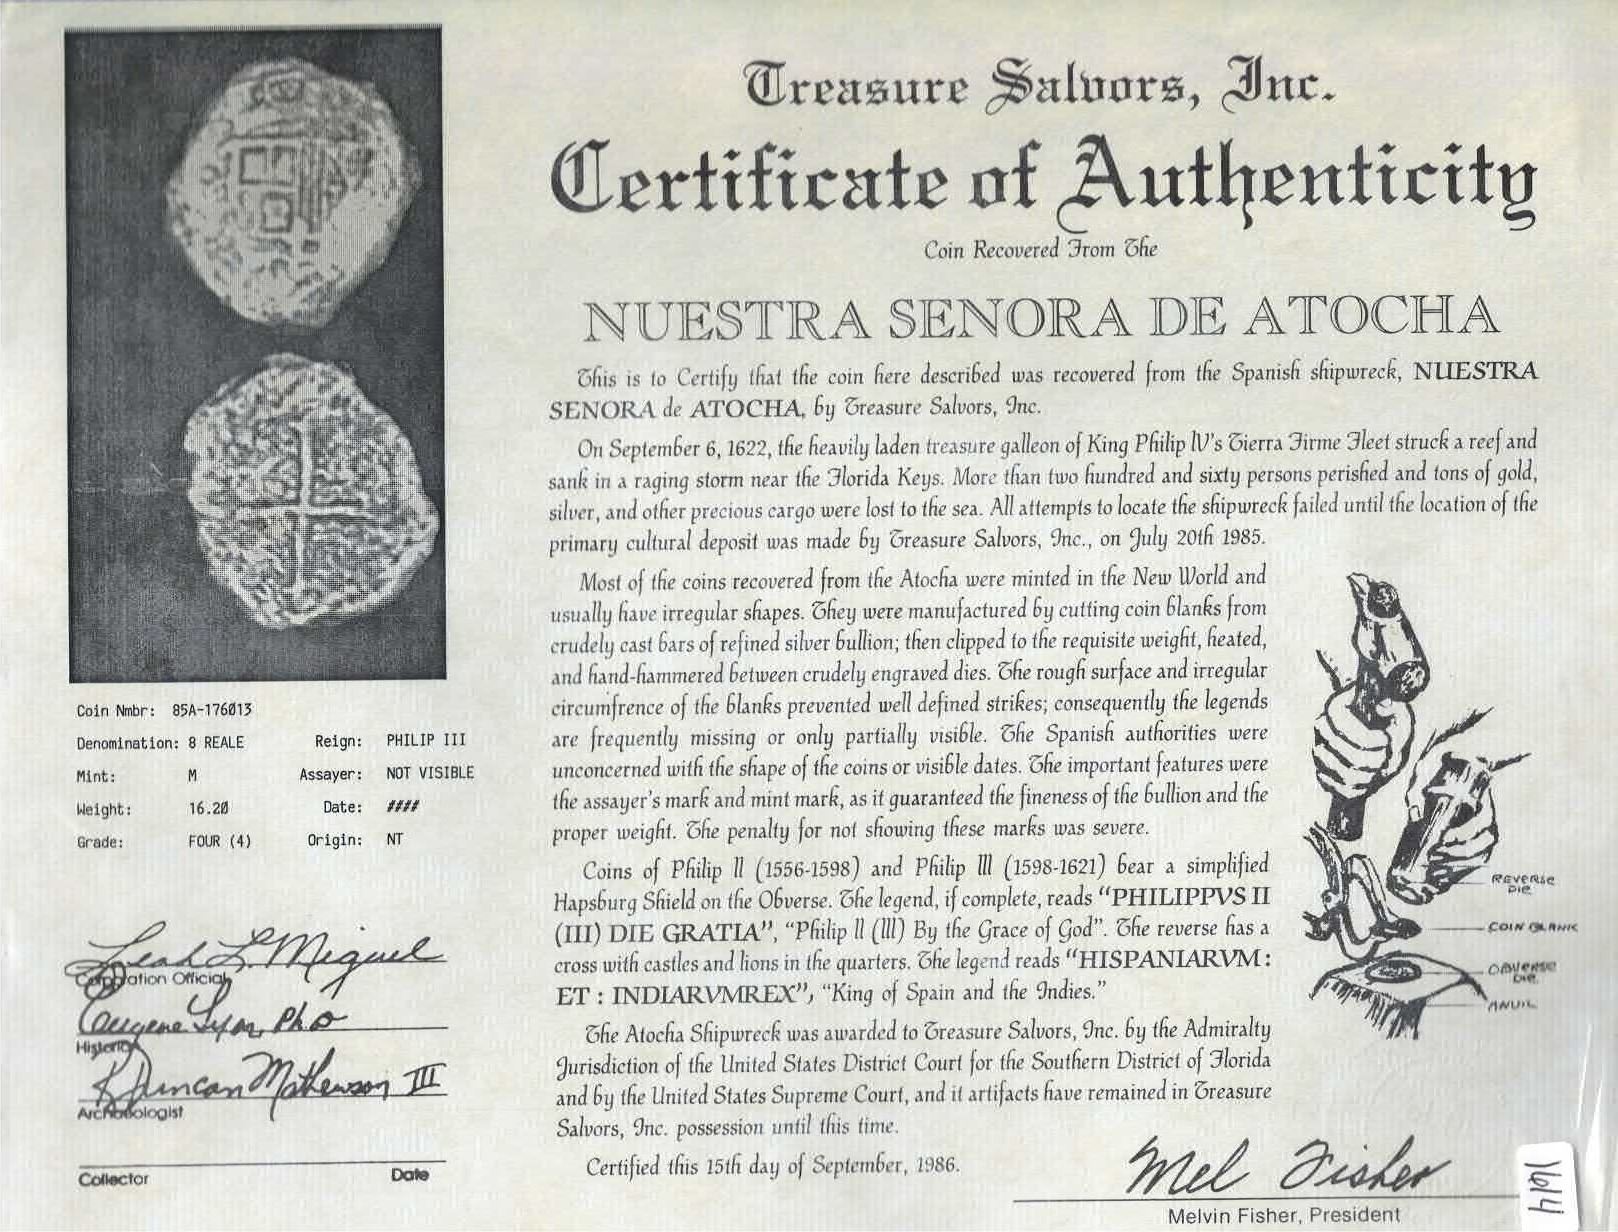 Treasure Salvors, Inc.
Certificate of Authenticity
Coin Recovered From The
NUESTRA SENORA DE ATOCHA
This is to Certify that the coin here described was recovered from the Spanish shipwreck, NUESTRA
SENORA de ATOCHA, by Treasure Salvors, Inc.
On September 6, 1622, the heavily laden treasure galleon of King Philip IV's Tierra Firme Fleet struck a reef and
sank in a raging storm near the Florida Keys. More than two hundred and sixty persons perished and tons of gold,
silver, and other precious cargo were lost to the sea. All attempts to locate the shipwreck failed until the location of the
primary cultural deposit was made by Treasure Salvors, Inc., on July 20th 1985.
Most of the coins recovered from the Atocha were minted in the New World and
usually have irregular shapes. They were manufactured by cutting coin blanks from
crudely cast bars of refined silver bullion; then clipped to the requisite weight, heated,
and hand-hammered between crudely engraved dies. The rough surface and irregular
circumfrence of the blanks prevented well defined strikes; consequently the legends
are frequently missing or only partially visible. The Spanish authorities were
unconcerned with the shape of the coins or visible dates. The important features were
the assayer's mark and mint mark, as it guaranteed the fineness of the bullion and the
proper weight. The penalty for not showing these marks was severe.
Coins of Philip II (1556-1598) and Philip III (1598-1621) bear a simplified
Hapsburg Shield on the Obverse. The legend, if complete, reads "PHILIPPVS II
(III) DIE GRATIA", "Philip II (III) By the Grace of God". The reverse has a
cross with castles and lions in the quarters. The legend reads "HISPANIARVM :
ET : INDIARVMREX", "King of Spain and the Indies."
The Atocha Shipwreck was awarded to Treasure Salvors, Inc. by the Admiralty
Jurisdiction of the United States District Court for the Southern District of Florida
and by the United States Supreme Court, and it artifacts have remained in Treasure
Salvors, Inc. possession until this time.
Certified this 15th day of September, 1986.
Mel Fisher
Melvin Fisher, President
REVERSE
DIE
COIN BLANK
OBVERSE
DIE
ANVIL
Coin Nmbr: 85A-176013
Denomination: 8 REALE Reign: PHILIP III
Mint: M Assayer: NOT VISIBLE
Weight: 16.20 Date: ####
Grade: FOUR (4) Origin: NT
Leah L. Miguel
Corporation Official
Eugene Lyon, Ph.D
Historian
R Duncan Mathewson III
Archaeologist
Collector Date
1614